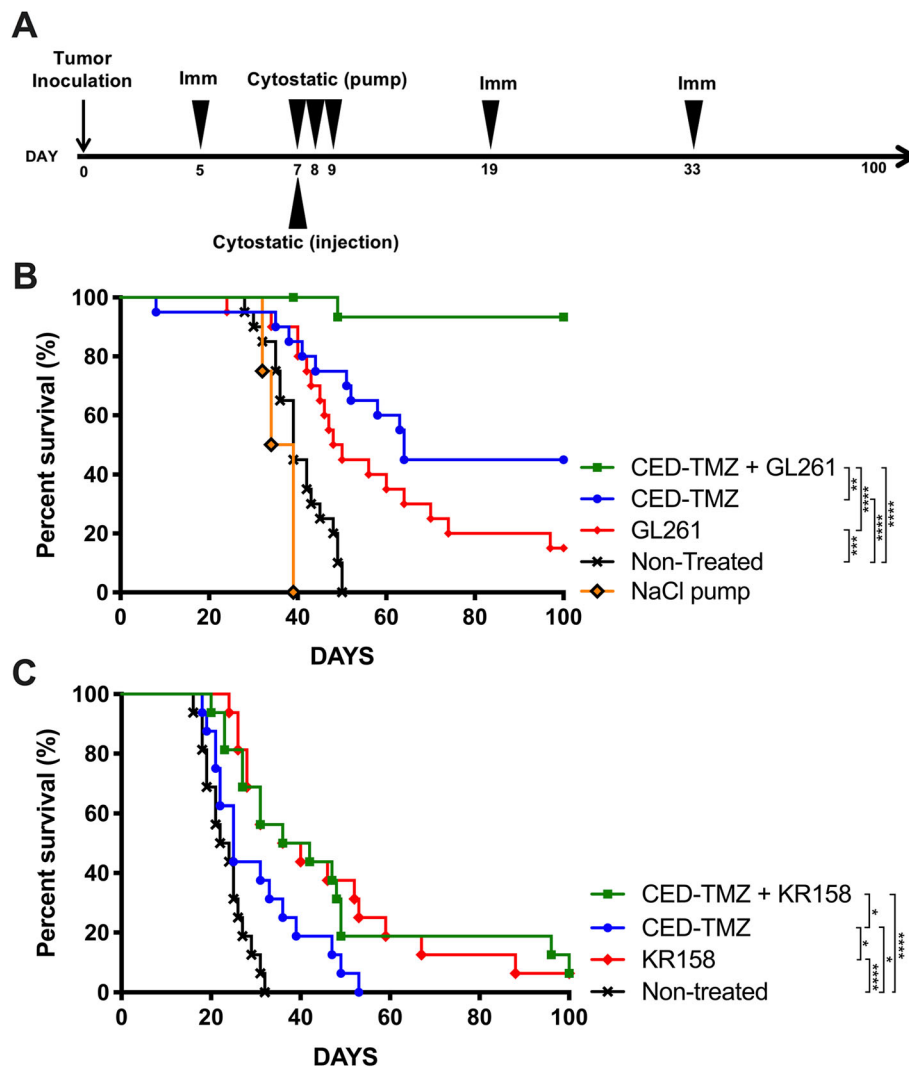 A
Tumor
Inoculation
Imm
Cytostatic (pump)
Imm
Imm
DAY
0
5
7
8
9
19
33
100
Cytostatic (injection)
B
Percent survival (%)
100
80
60
40
20
0
0
20
40
60
80
100
DAYS
CED-TMZ + GL261
CED-TMZ
GL261
Non-Treated
NaCl pump
**
****
****
****
***
C
Percent survival (%)
100
80
60
40
20
0
0
20
40
60
80
100
DAYS
CED-TMZ + KR158
CED-TMZ
KR158
Non-treated
*
****
*
*
****